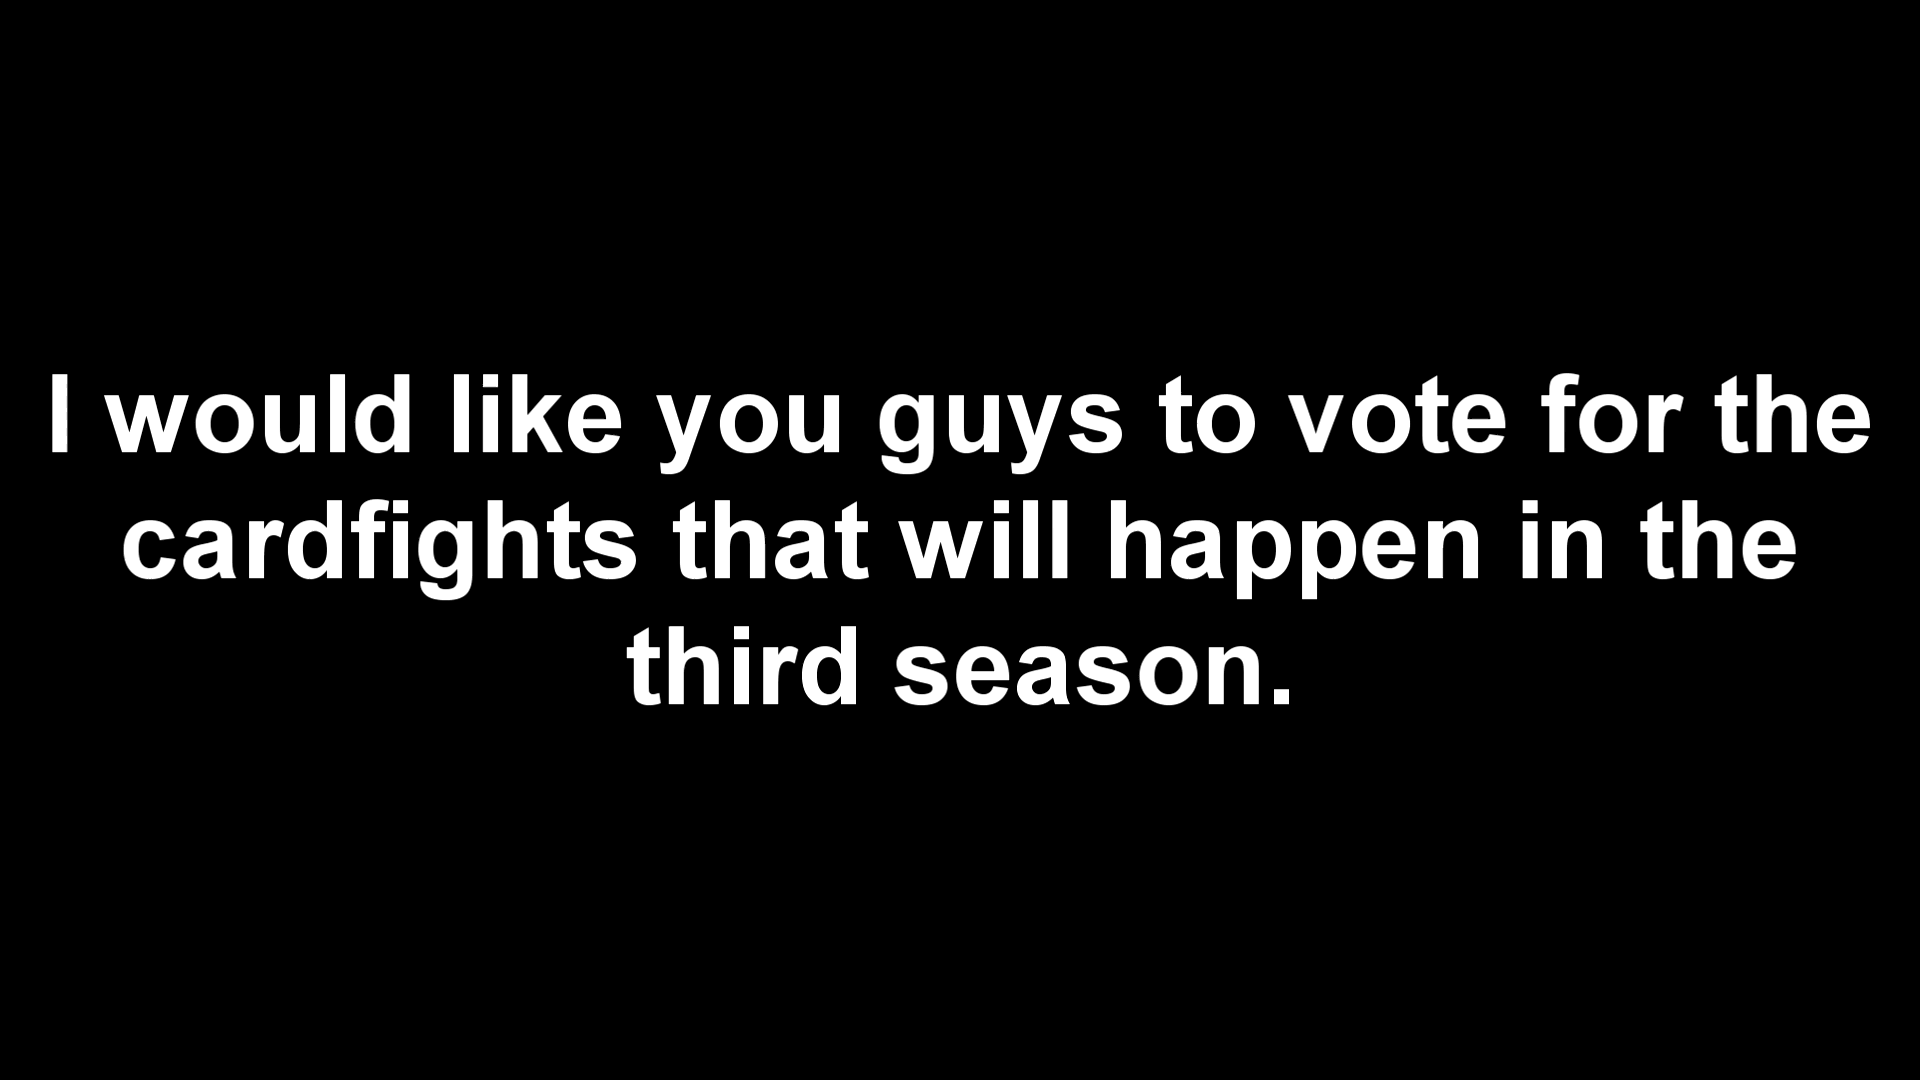 I would like you guys to vote for the
cardfights that will happen in the
third season.